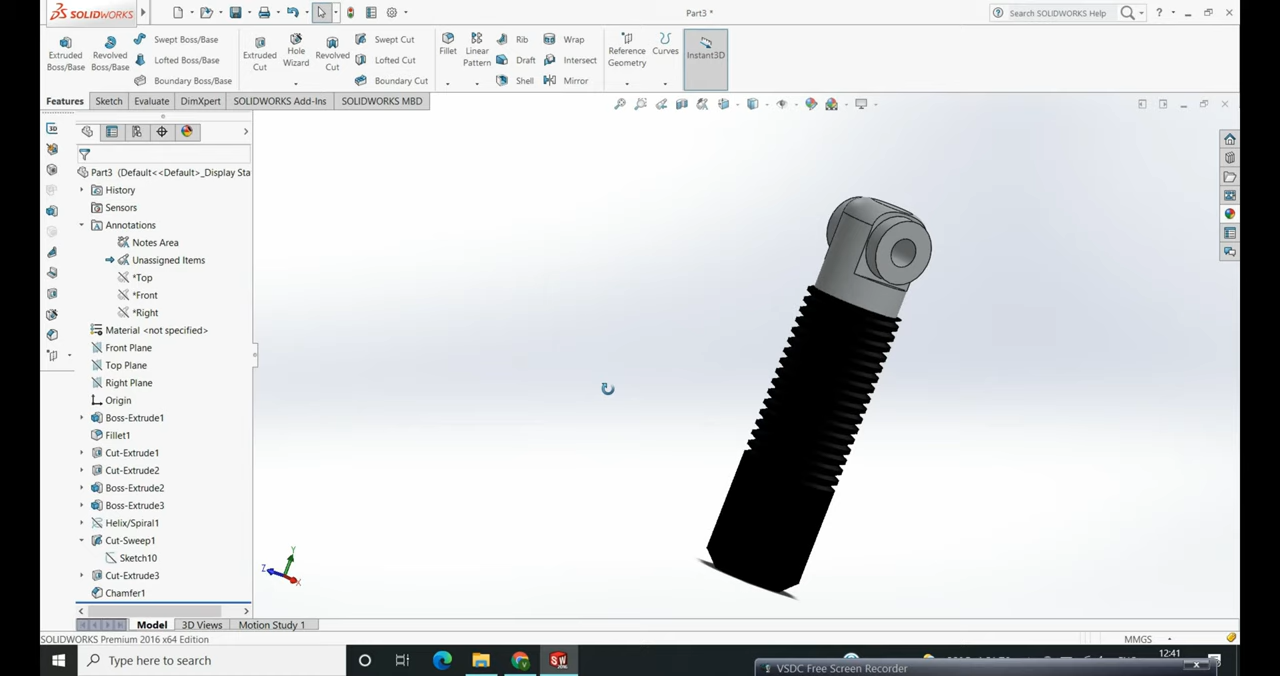 SOLIDWORKS
Part3 *
Search SOLIDWORKS Help
?
Extruded Boss/Base
Revolved Boss/Base
Swept Boss/Base
Lofted Boss/Base
Boundary Boss/Base
Extruded Cut
Hole Wizard
Revolved Cut
Swept Cut
Lofted Cut
Boundary Cut
Fillet
Linear Pattern
Rib
Draft
Shell
Wrap
Intersect
Mirror
Reference Geometry
Curves
Instant3D
Features
Sketch
Evaluate
DimXpert
SOLIDWORKS Add-Ins
SOLIDWORKS MBD
Part3 (Default<<Default>_Display Sta
History
Sensors
Annotations
Notes Area
Unassigned Items
*Top
*Front
*Right
Material <not specified>
Front Plane
Top Plane
Right Plane
Origin
Boss-Extrude1
Fillet1
Cut-Extrude1
Cut-Extrude2
Boss-Extrude2
Boss-Extrude3
Helix/Spiral1
Cut-Sweep1
Sketch10
Cut-Extrude3
Chamfer1
Y
Z
X
Model
3D Views
Motion Study 1
SOLIDWORKS Premium 2016 x64 Edition
MMGS
Type here to search
12:41
VSDC Free Screen Recorder